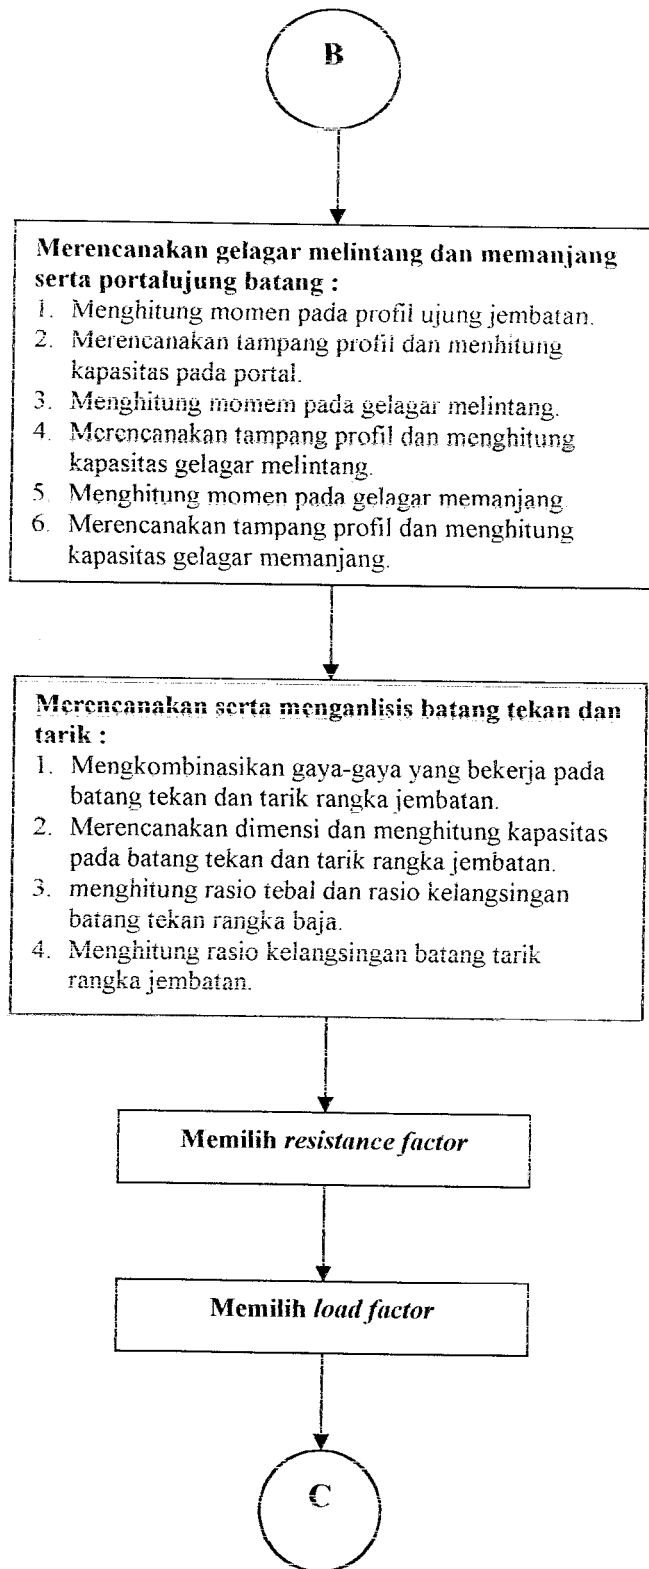 B
Merencanakan gelagar melintang dan memanjang
serta portalujung batang :
1. Menghitung momen pada profil ujung jembatan.
2. Merencanakan tampang profil dan menhitung
kapasitas pada portal.
3. Menghitung momem pada gelagar melintang.
4. Merencanakan tampang profil dan menghitung
kapasitas gelagar melintang.
5. Menghitung momen pada gelagar memanjang
6. Merencanakan tampang profil dan menghitung
kapasitas gelagar memanjang.
Merencanakan serta menganlisis batang tekan dan
tarik :
1. Mengkombinasikan gaya-gaya yang bekerja pada
batang tekan dan tarik rangka jembatan.
2. Merencanakan dimensi dan menghitung kapasitas
pada batang tekan dan tarik rangka jembatan.
3. menghitung rasio tebal dan rasio kelangsingan
batang tekan rangka baja.
4. Menghitung rasio kelangsingan batang tarik
rangka jembatan.
Memilih resistance factor
Memilih load factor
C